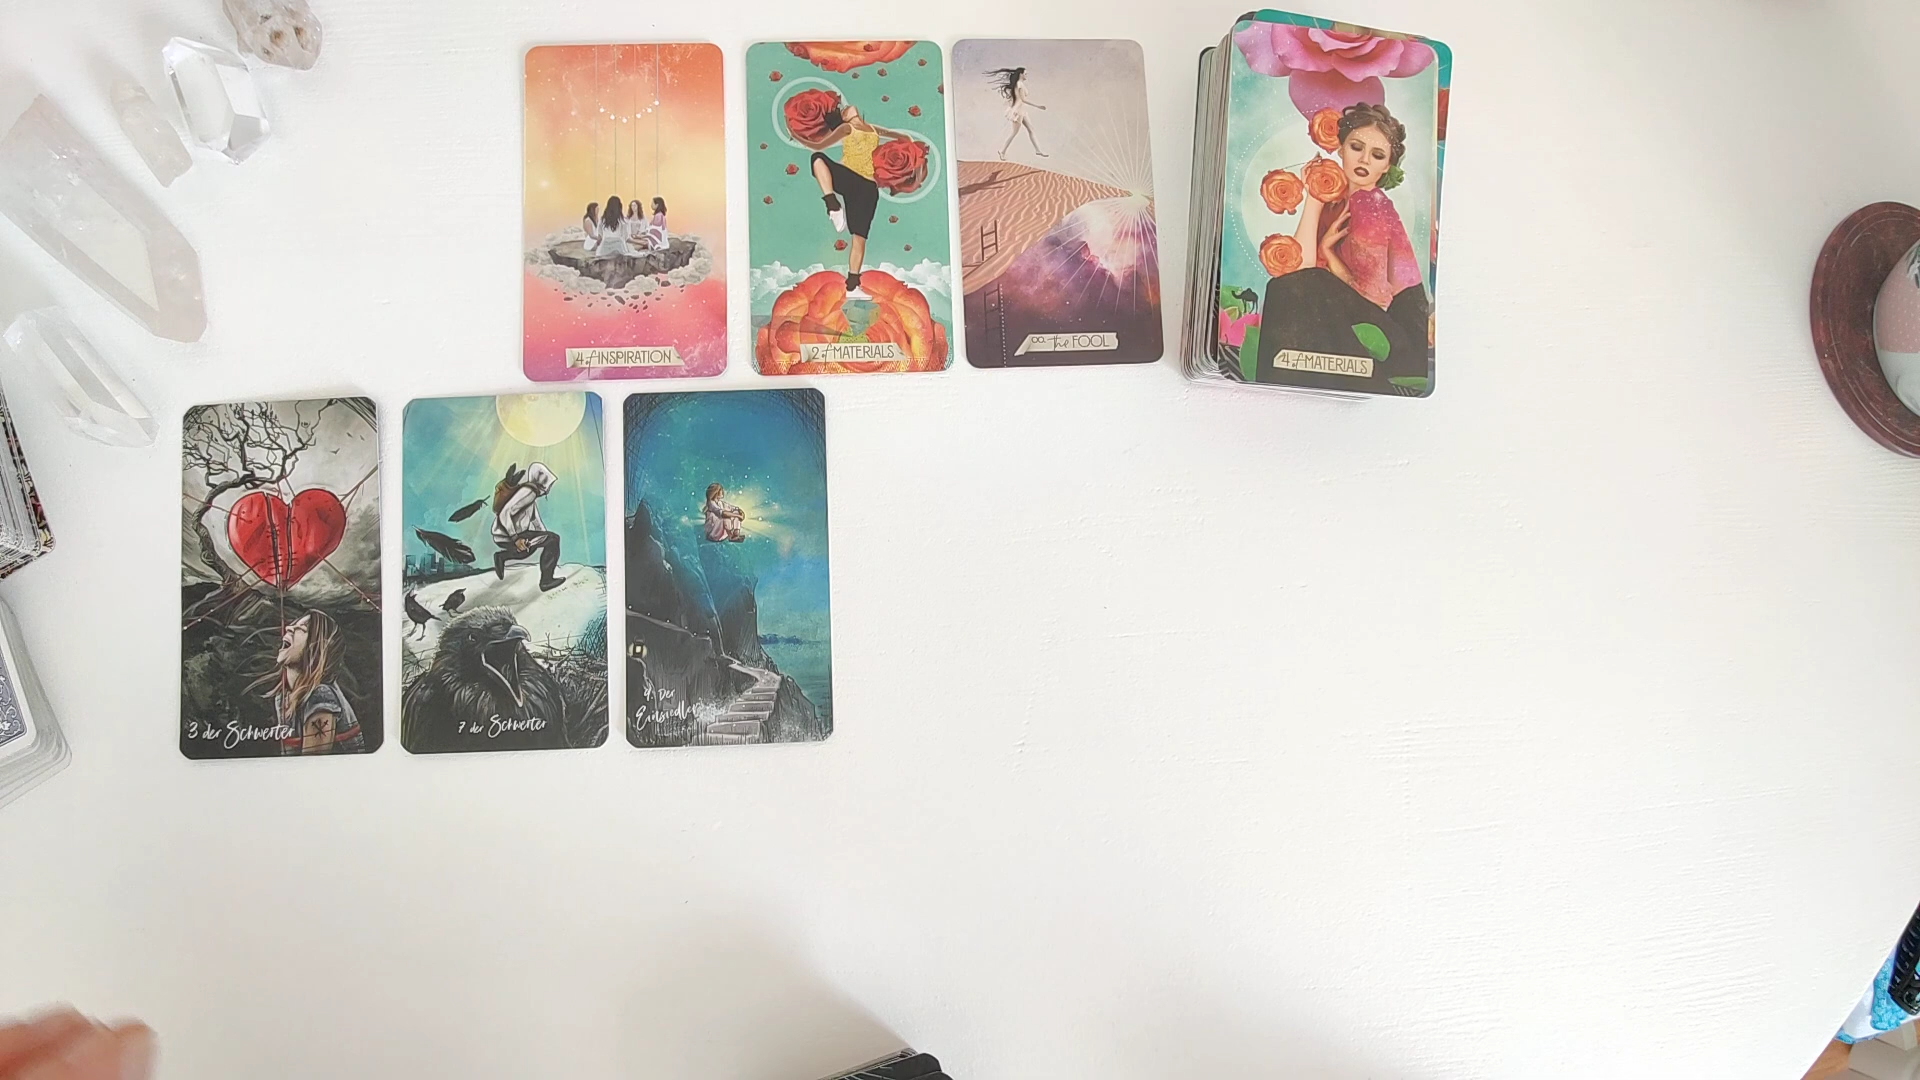 4 of INSPIRATION
2 of MATERIALS
00. the FOOL
4 of MATERIALS
3 der Schwerter
7 der Schwerter
9. Der
Einsiedler